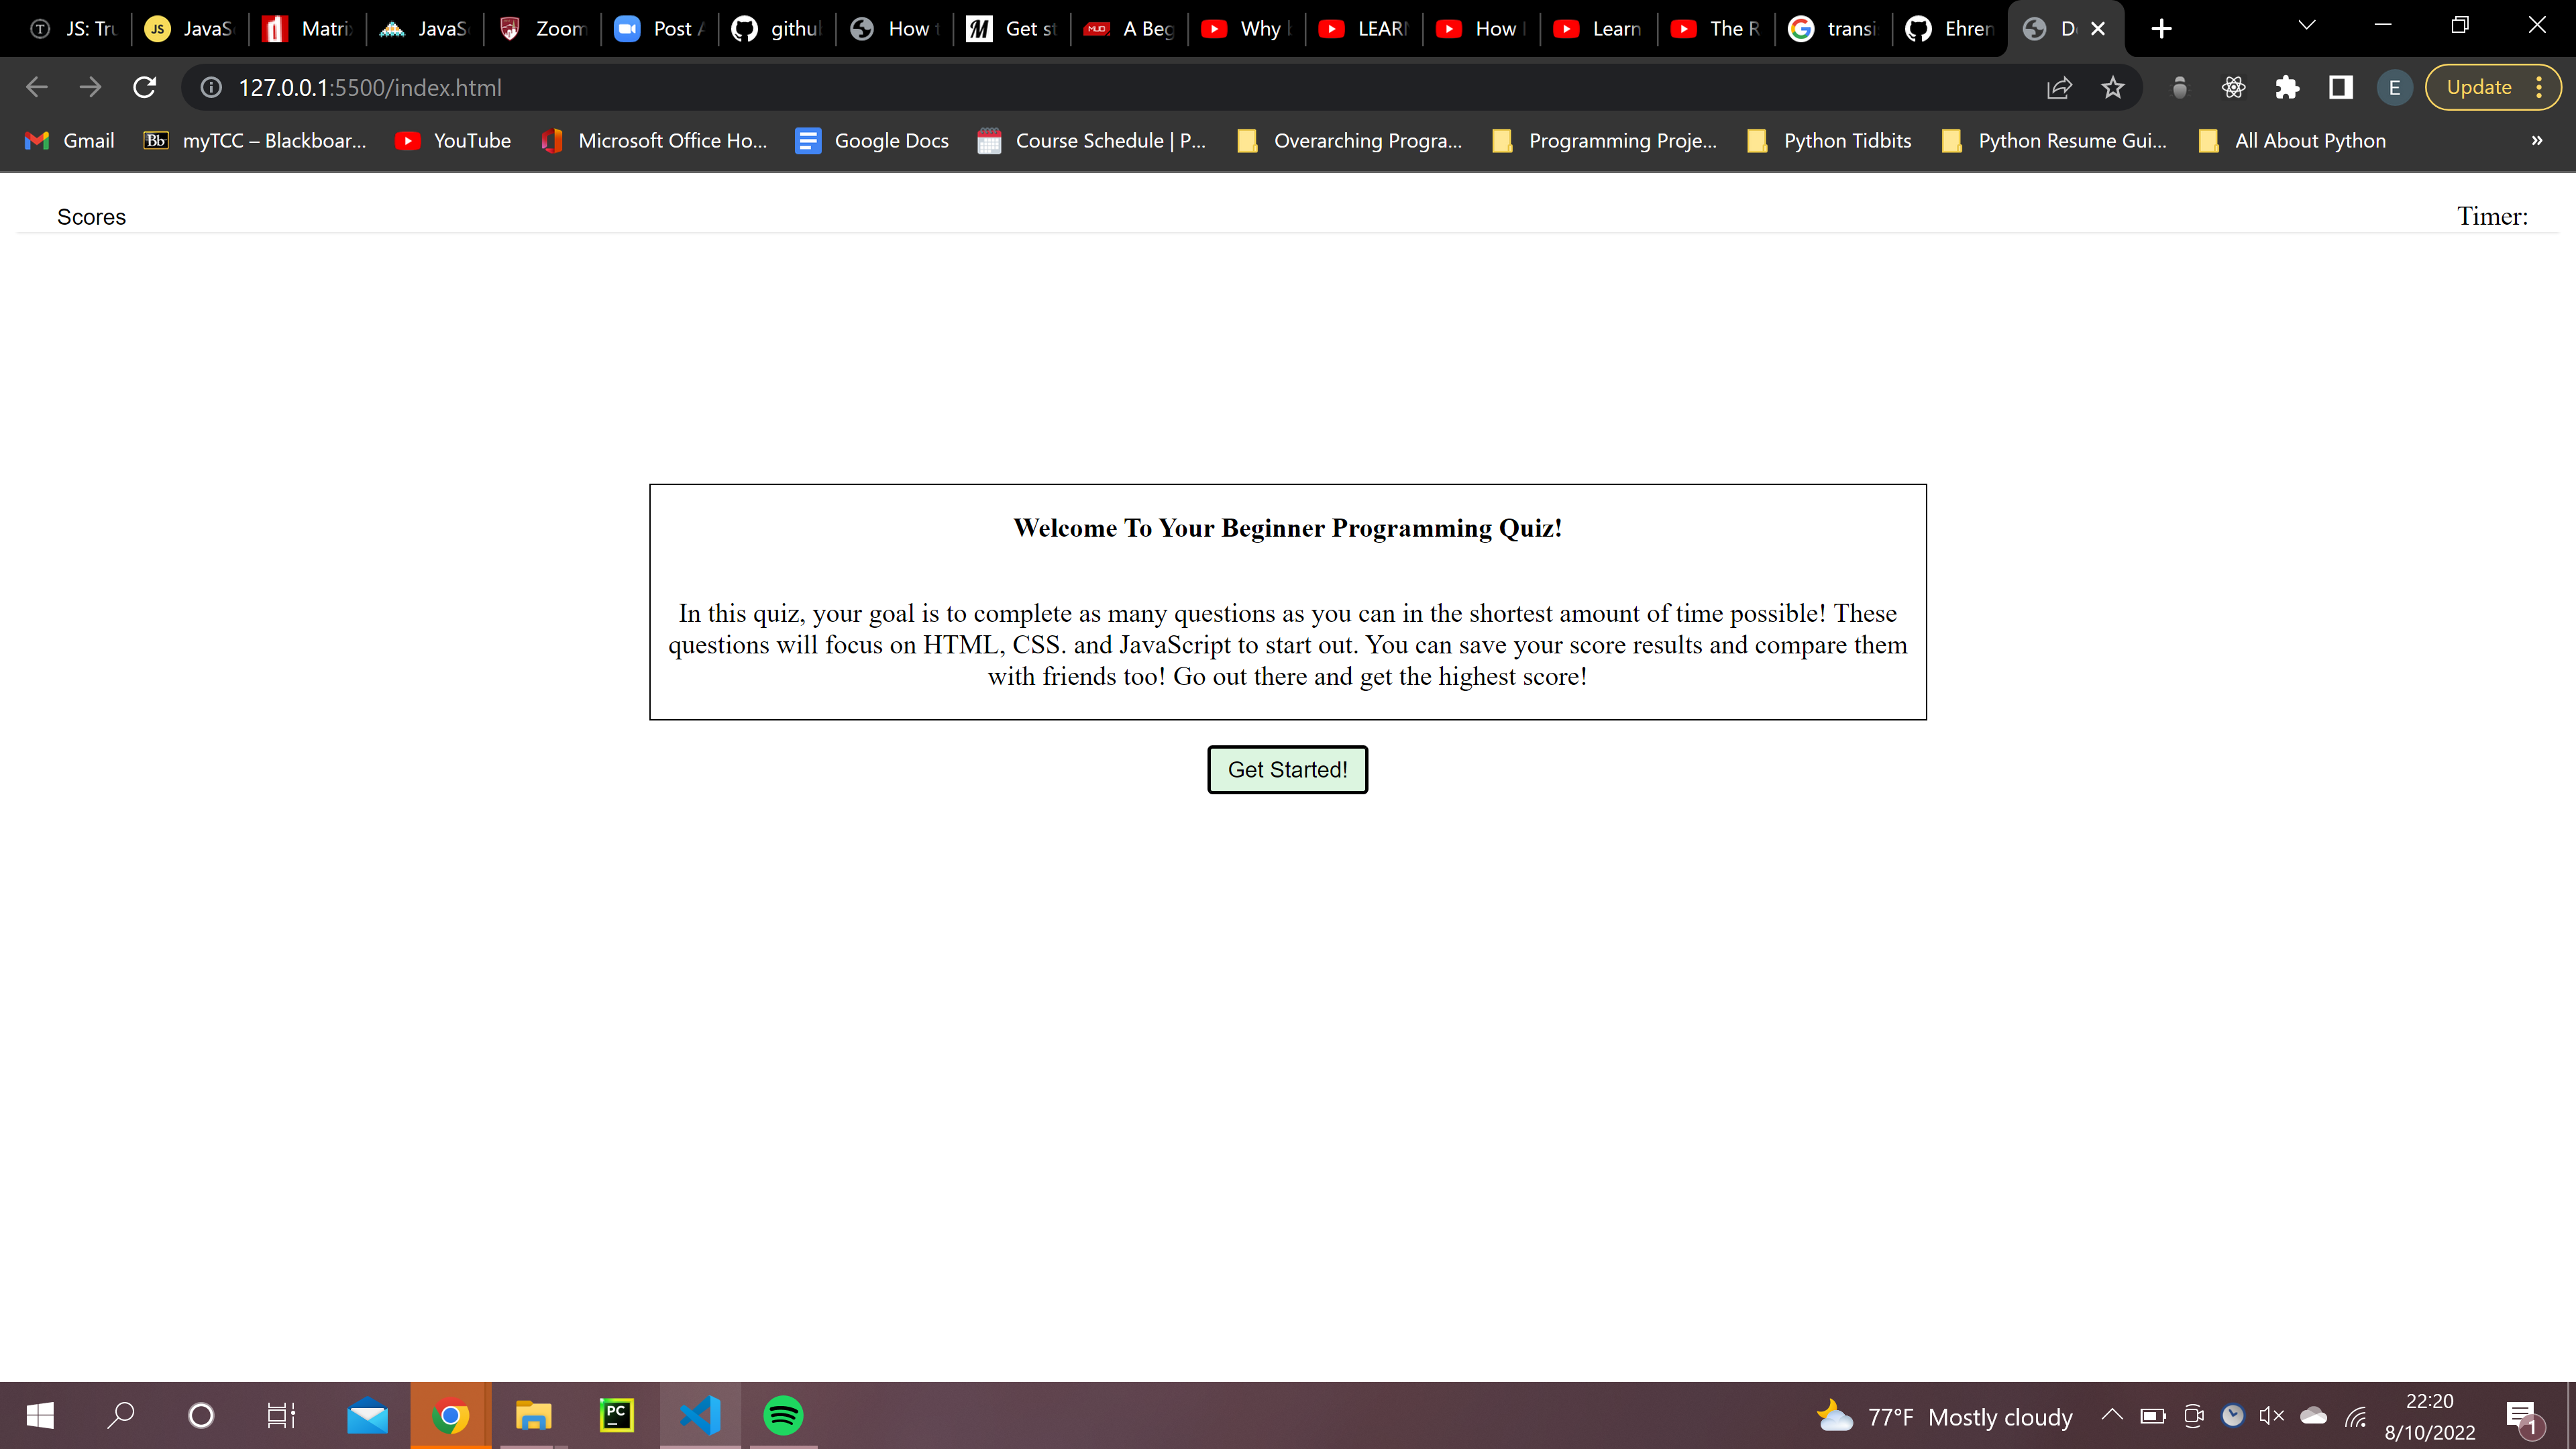 JS: Tru
JavaS
Matri
JavaS
Zoom
Post A
githu
How t
Get st
A Beg
Why
LEAR
How
Learn
The R
transi
Ehren
D
127.0.0.1:5500/index.html
E
Update
Gmail
Bb myTCC – Blackboar...
YouTube
Microsoft Office Ho...
Google Docs
Course Schedule | P...
Overarching Progra...
Programming Proje...
Python Tidbits
Python Resume Gui...
All About Python
»
Scores
Timer:
Welcome To Your Beginner Programming Quiz!
In this quiz, your goal is to complete as many questions as you can in the shortest amount of time possible! These
questions will focus on HTML, CSS. and JavaScript to start out. You can save your score results and compare them
with friends too! Go out there and get the highest score!
Get Started!
PC
77°F Mostly cloudy
22:20
8/10/2022
1